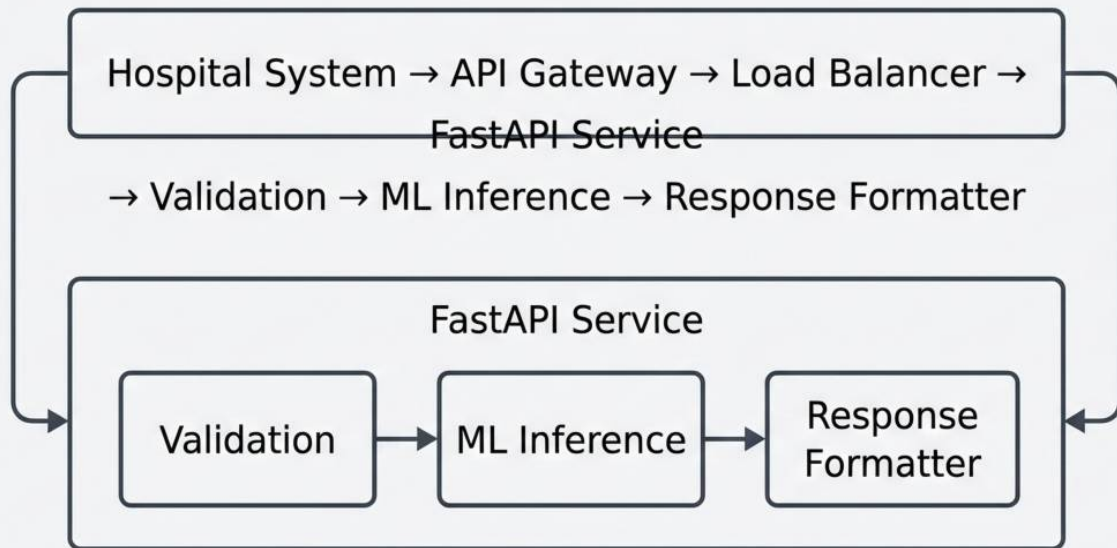 Hospital System → API Gateway → Load Balancer →
FastAPI Service
→ Validation → ML Inference → Response Formatter
FastAPI Service
Validation
ML Inference
Response
Formatter